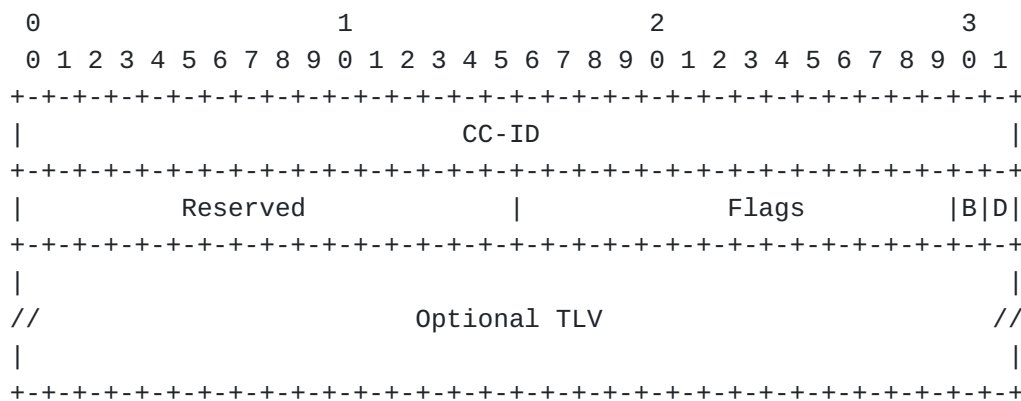 0                   1                   2                   3
 0 1 2 3 4 5 6 7 8 9 0 1 2 3 4 5 6 7 8 9 0 1 2 3 4 5 6 7 8 9 0 1
+-+-+-+-+-+-+-+-+-+-+-+-+-+-+-+-+-+-+-+-+-+-+-+-+-+-+-+-+-+-+-+-+
|                            CC-ID                              |
+-+-+-+-+-+-+-+-+-+-+-+-+-+-+-+-+-+-+-+-+-+-+-+-+-+-+-+-+-+-+-+-+
|          Reserved             |             Flags         |B|D|
+-+-+-+-+-+-+-+-+-+-+-+-+-+-+-+-+-+-+-+-+-+-+-+-+-+-+-+-+-+-+-+-+
|                                                               |
//                        Optional TLV                         //
|                                                               |
+-+-+-+-+-+-+-+-+-+-+-+-+-+-+-+-+-+-+-+-+-+-+-+-+-+-+-+-+-+-+-+-+